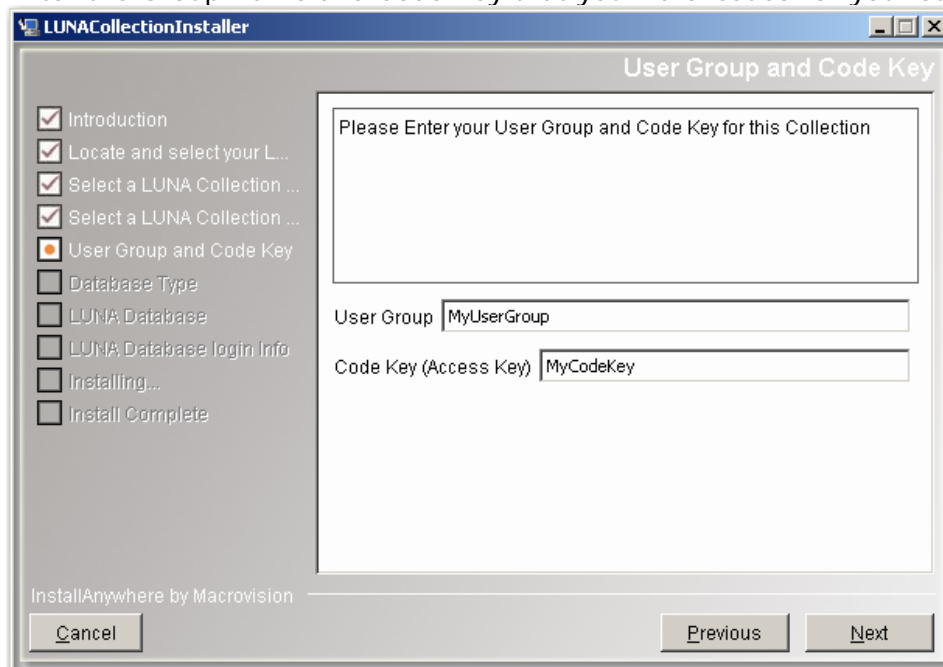 LUNACollectionInstaller
User Group and Code Key
Introduction
Locate and select your L...
Select a LUNA Collection ...
Select a LUNA Collection ...
User Group and Code Key
Database Type
LUNA Database
LUNA Database login Info
Installing...
Install Complete
Please Enter your User Group and Code Key for this Collection
User Group MyUserGroup
Code Key (Access Key) MyCodeKey
InstallAnywhere by Macrovision
Cancel Previous Next